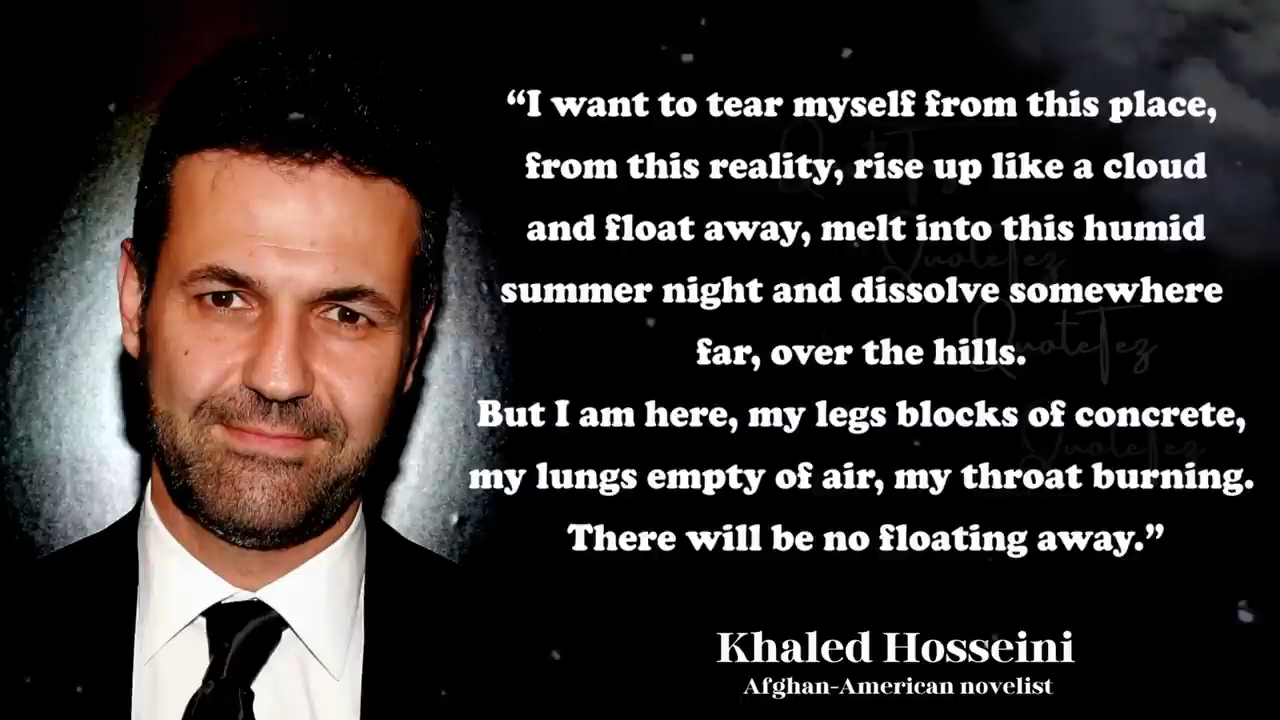 “I want to tear myself from this place,
from this reality, rise up like a cloud
and float away, melt into this humid
summer night and dissolve somewhere
far, over the hills.
But I am here, my legs blocks of concrete,
my lungs empty of air, my throat burning.
There will be no floating away.”
Khaled Hosseini
Afghan-American novelist
QuoteTez
QuoteTez
QuoteTez